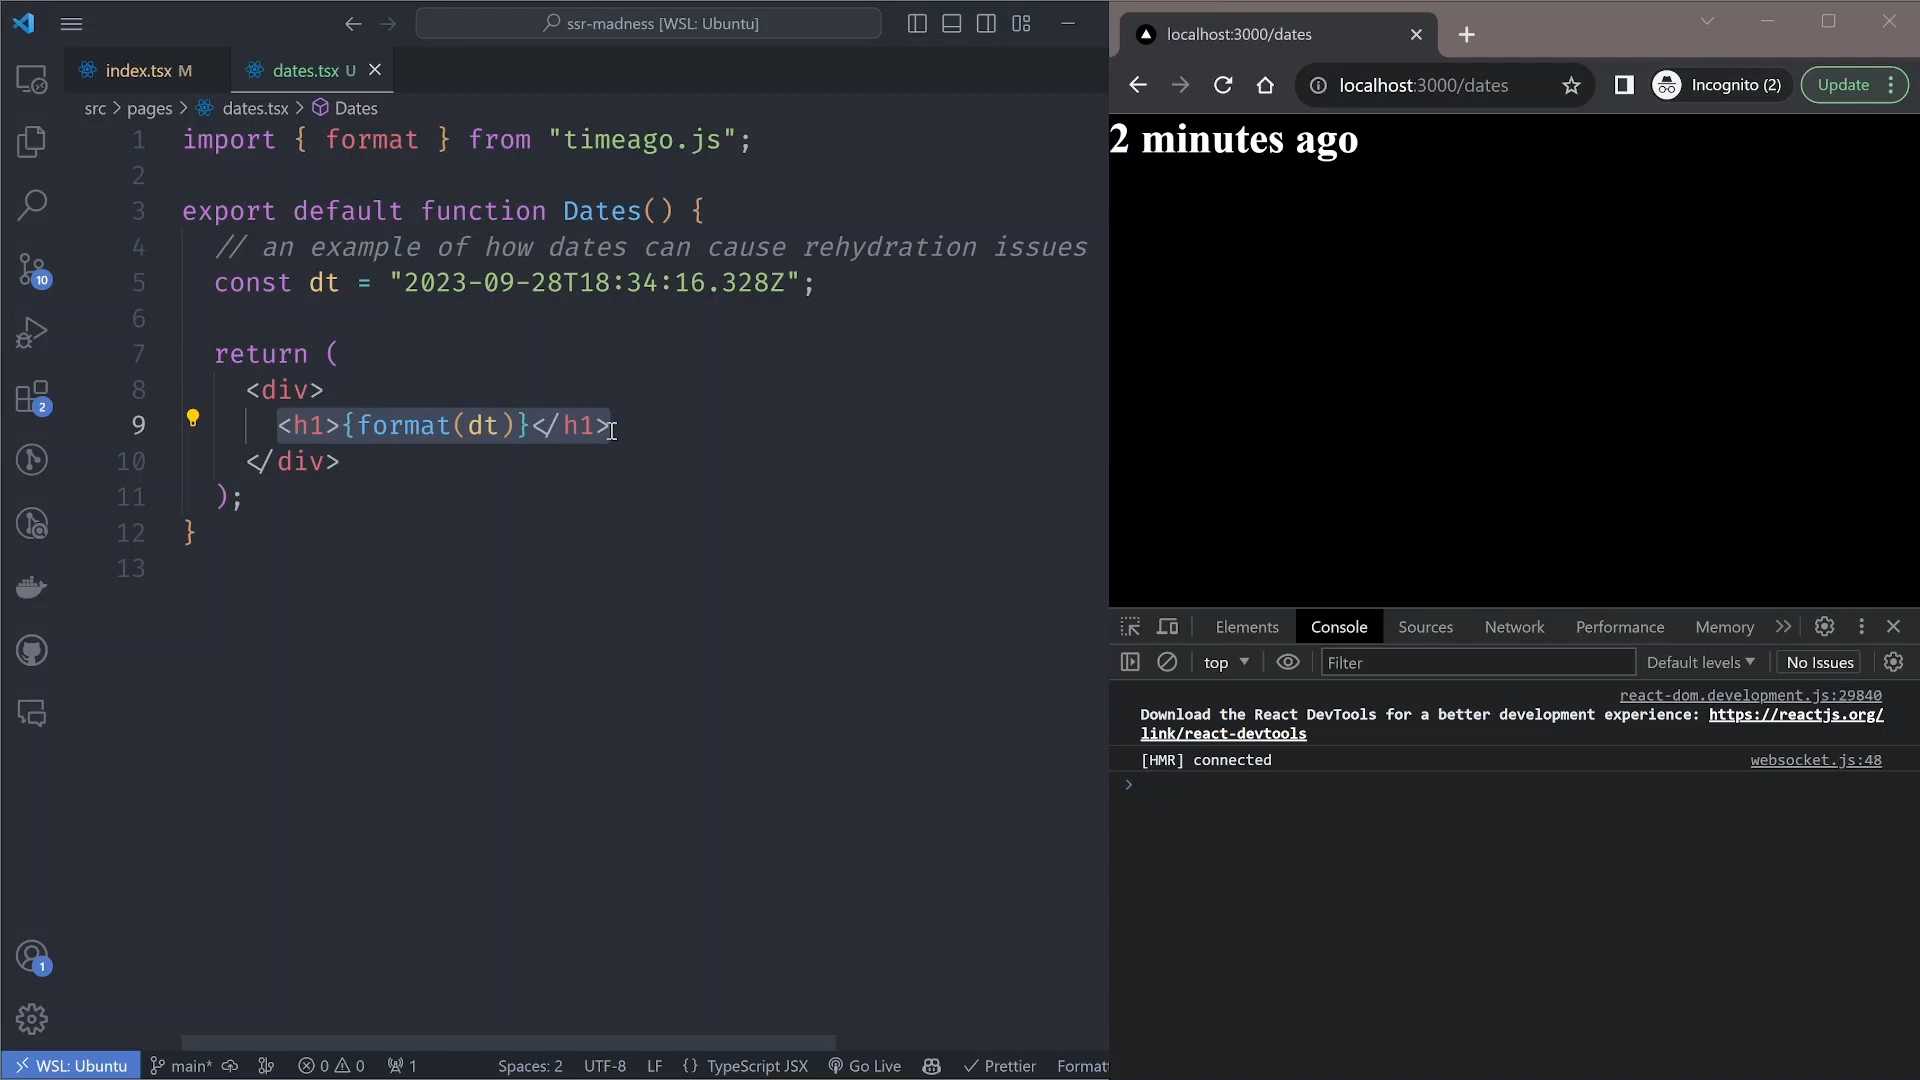 ssr-madness [WSL: Ubuntu]
index.tsx M
dates.tsx U
src > pages > dates.tsx > Dates
1 import { format } from "timeago.js";
2
3 export default function Dates() {
4 // an example of how dates can cause rehydration issues
5 const dt = "2023-09-28T18:34:16.328Z";
6
7 return (
8 <div>
9 <h1>{format(dt)}</h1>
10 </div>
11 );
12 }
13
10
2
1
WSL: Ubuntu main* 0 0 1 Spaces: 2 UTF-8 LF {} TypeScript JSX Go Live Prettier Format
localhost:3000/dates
localhost:3000/dates Incognito (2) Update
2 minutes ago
Elements Console Sources Network Performance Memory
top Filter Default levels No Issues
react-dom.development.js:29840
Download the React DevTools for a better development experience: https://reactjs.org/
link/react-devtools
[HMR] connected websocket.js:48